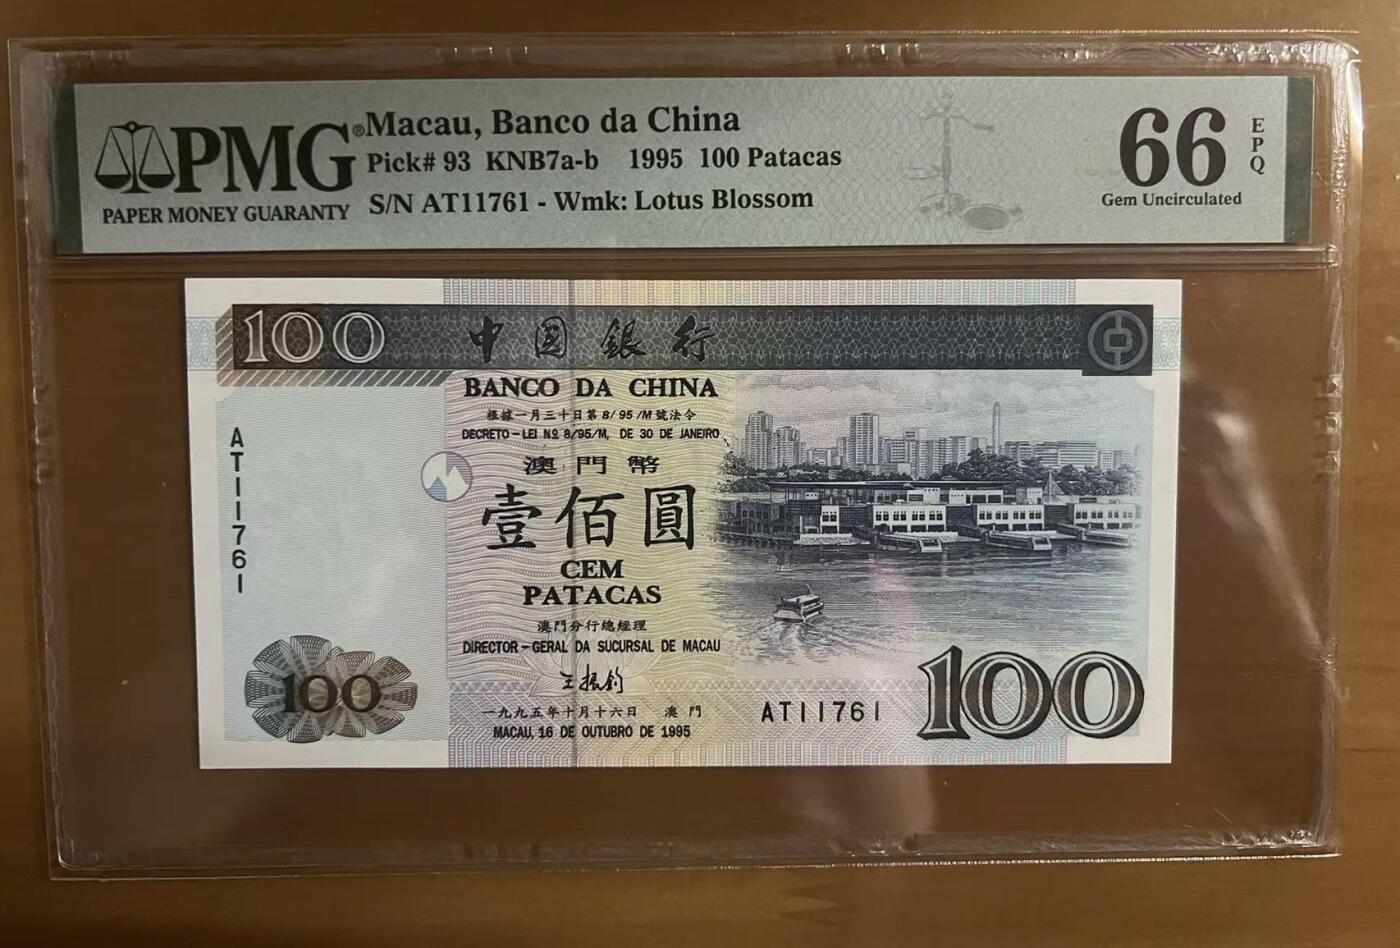 PMG®
PAPER MONEY GUARANTY
Macau, Banco da China
Pick# 93 KNB7a-b 1995 100 Patacas
S/N AT11761 - Wmk: Lotus Blossom
66
EPQ
Gem Uncirculated
100 中國銀行
BANCO DA CHINA
根據一月三十日第8/95/M號法令
DECRETO-LEI Nº 8/95/M, DE 30 DE JANEIRO
AT11761
澳門幣
壹佰圓
CEM
PATACAS
澳門分行總經理
DIRECTOR-GERAL DA SUCURSAL DE MACAU
王振鈞
100
一九九五年十月十六日 澳門
MACAU, 16 DE OUTUBRO DE 1995
AT11761
100